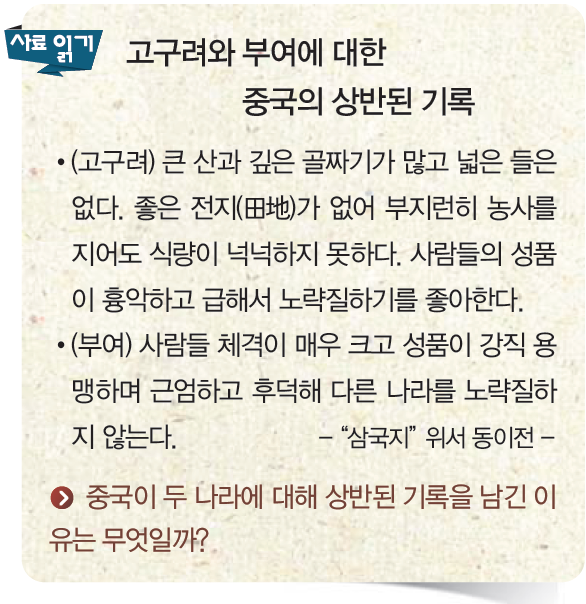 사료 읽기
고구려와 부여에 대한
중국의 상반된 기록
• (고구려) 큰 산과 깊은 골짜기가 많고 넓은 들은
없다. 좋은 전지(田地)가 없어 부지런히 농사를
지어도 식량이 넉넉하지 못하다. 사람들의 성품
이 흉악하고 급해서 노략질하기를 좋아한다.
• (부여) 사람들 체격이 매우 크고 성품이 강직 용
맹하며 근엄하고 후덕해 다른 나라를 노략질하
지 않는다. – “삼국지” 위서 동이전 –
중국이 두 나라에 대해 상반된 기록을 남긴 이
유는 무엇일까?